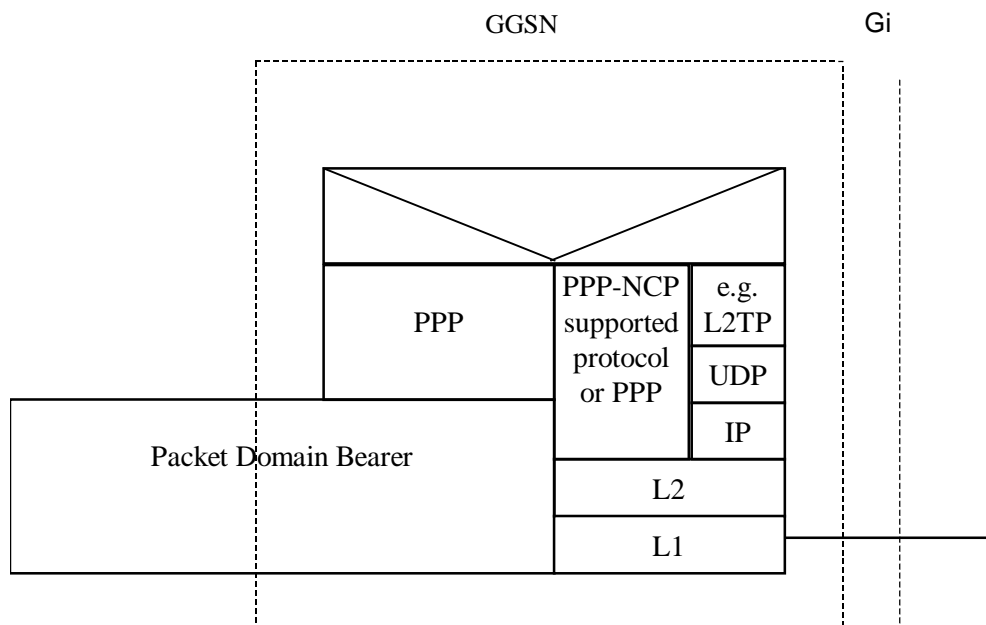 GGSN
Gi
PPP
PPP-NCP
supported
protocol
or PPP
e.g.
L2TP
UDP
IP
Packet Domain Bearer
L2
L1